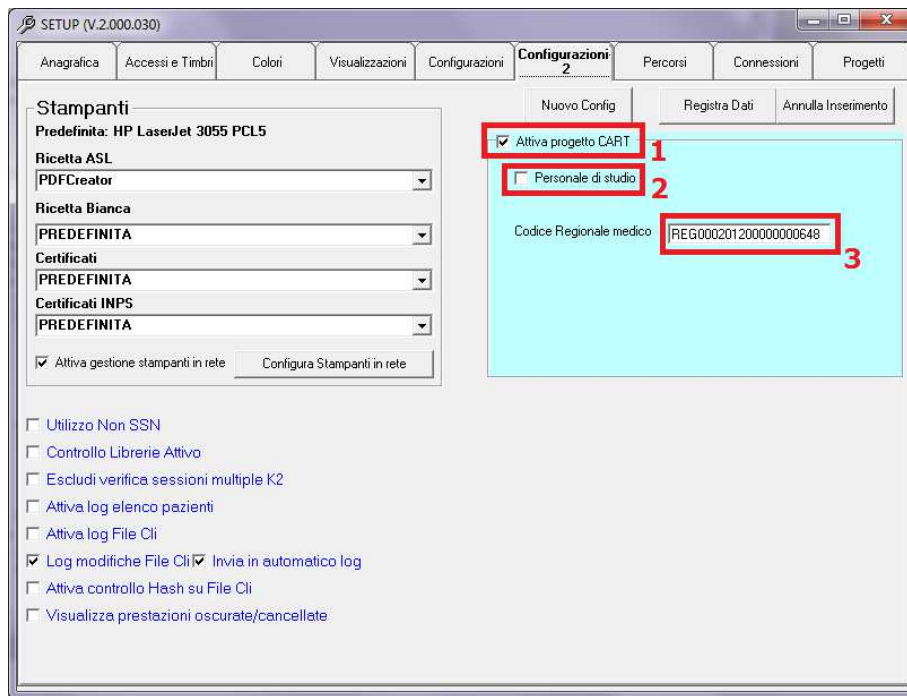 SETUP (V.2.000.030)
Anagrafica
Accessi e Timbri
Colori
Visualizzazioni
Configurazioni
Configurazioni-
2
Percorsi
Connessioni
Progetti
Stampanti
Predefinita: HP LaserJet 3055 PCL5
Ricetta ASL
PDFCreator
Ricetta Bianca
PREDEFINITA
Certificati
PREDEFINITA
Certificati INPS
PREDEFINITA
Attiva gestione stampanti in rete
Configura Stampanti in rete
Nuovo Config
Registra Dati
Annulla Inserimento
Attiva progetto CART
1
Personale di studio
2
Codice Regionale medico
REG000201200000000648
3
Utilizzo Non SSN
Controllo Librerie Attivo
Escludi verifica sessioni multiple K2
Attiva log elenco pazienti
Attiva log File Cli
Log modifiche File Cli
Invia in automatico log
Attiva controllo Hash su File Cli
Visualizza prestazioni oscurate/cancellate